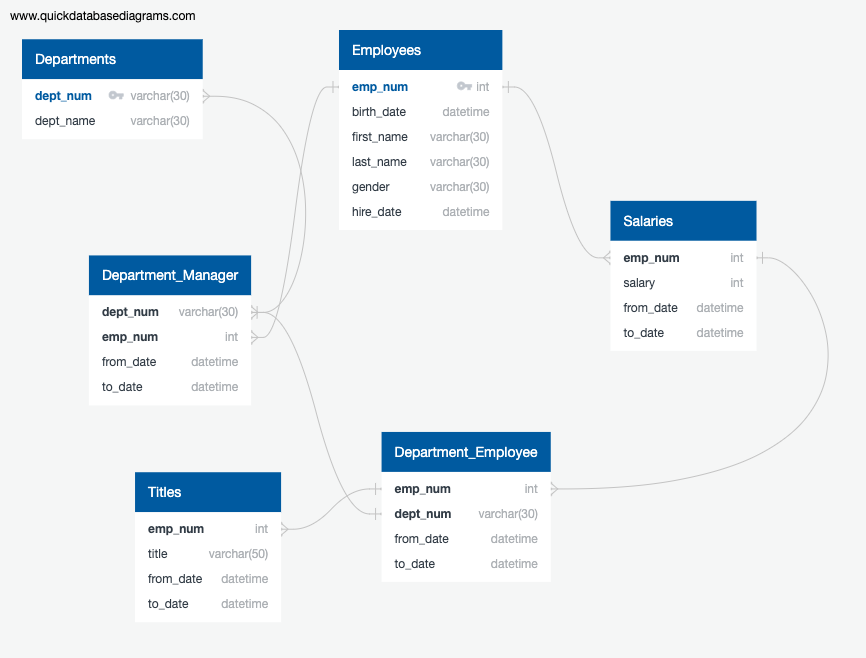 www.quickdatabasediagrams.com
Departments
dept_num varchar(30)
dept_name varchar(30)
Employees
emp_num int
birth_date datetime
first_name varchar(30)
last_name varchar(30)
gender varchar(30)
hire_date datetime
Salaries
emp_num int
salary int
from_date datetime
to_date datetime
Department_Manager
dept_num varchar(30)
emp_num int
from_date datetime
to_date datetime
Department_Employee
emp_num int
dept_num varchar(30)
from_date datetime
to_date datetime
Titles
emp_num int
title varchar(50)
from_date datetime
to_date datetime